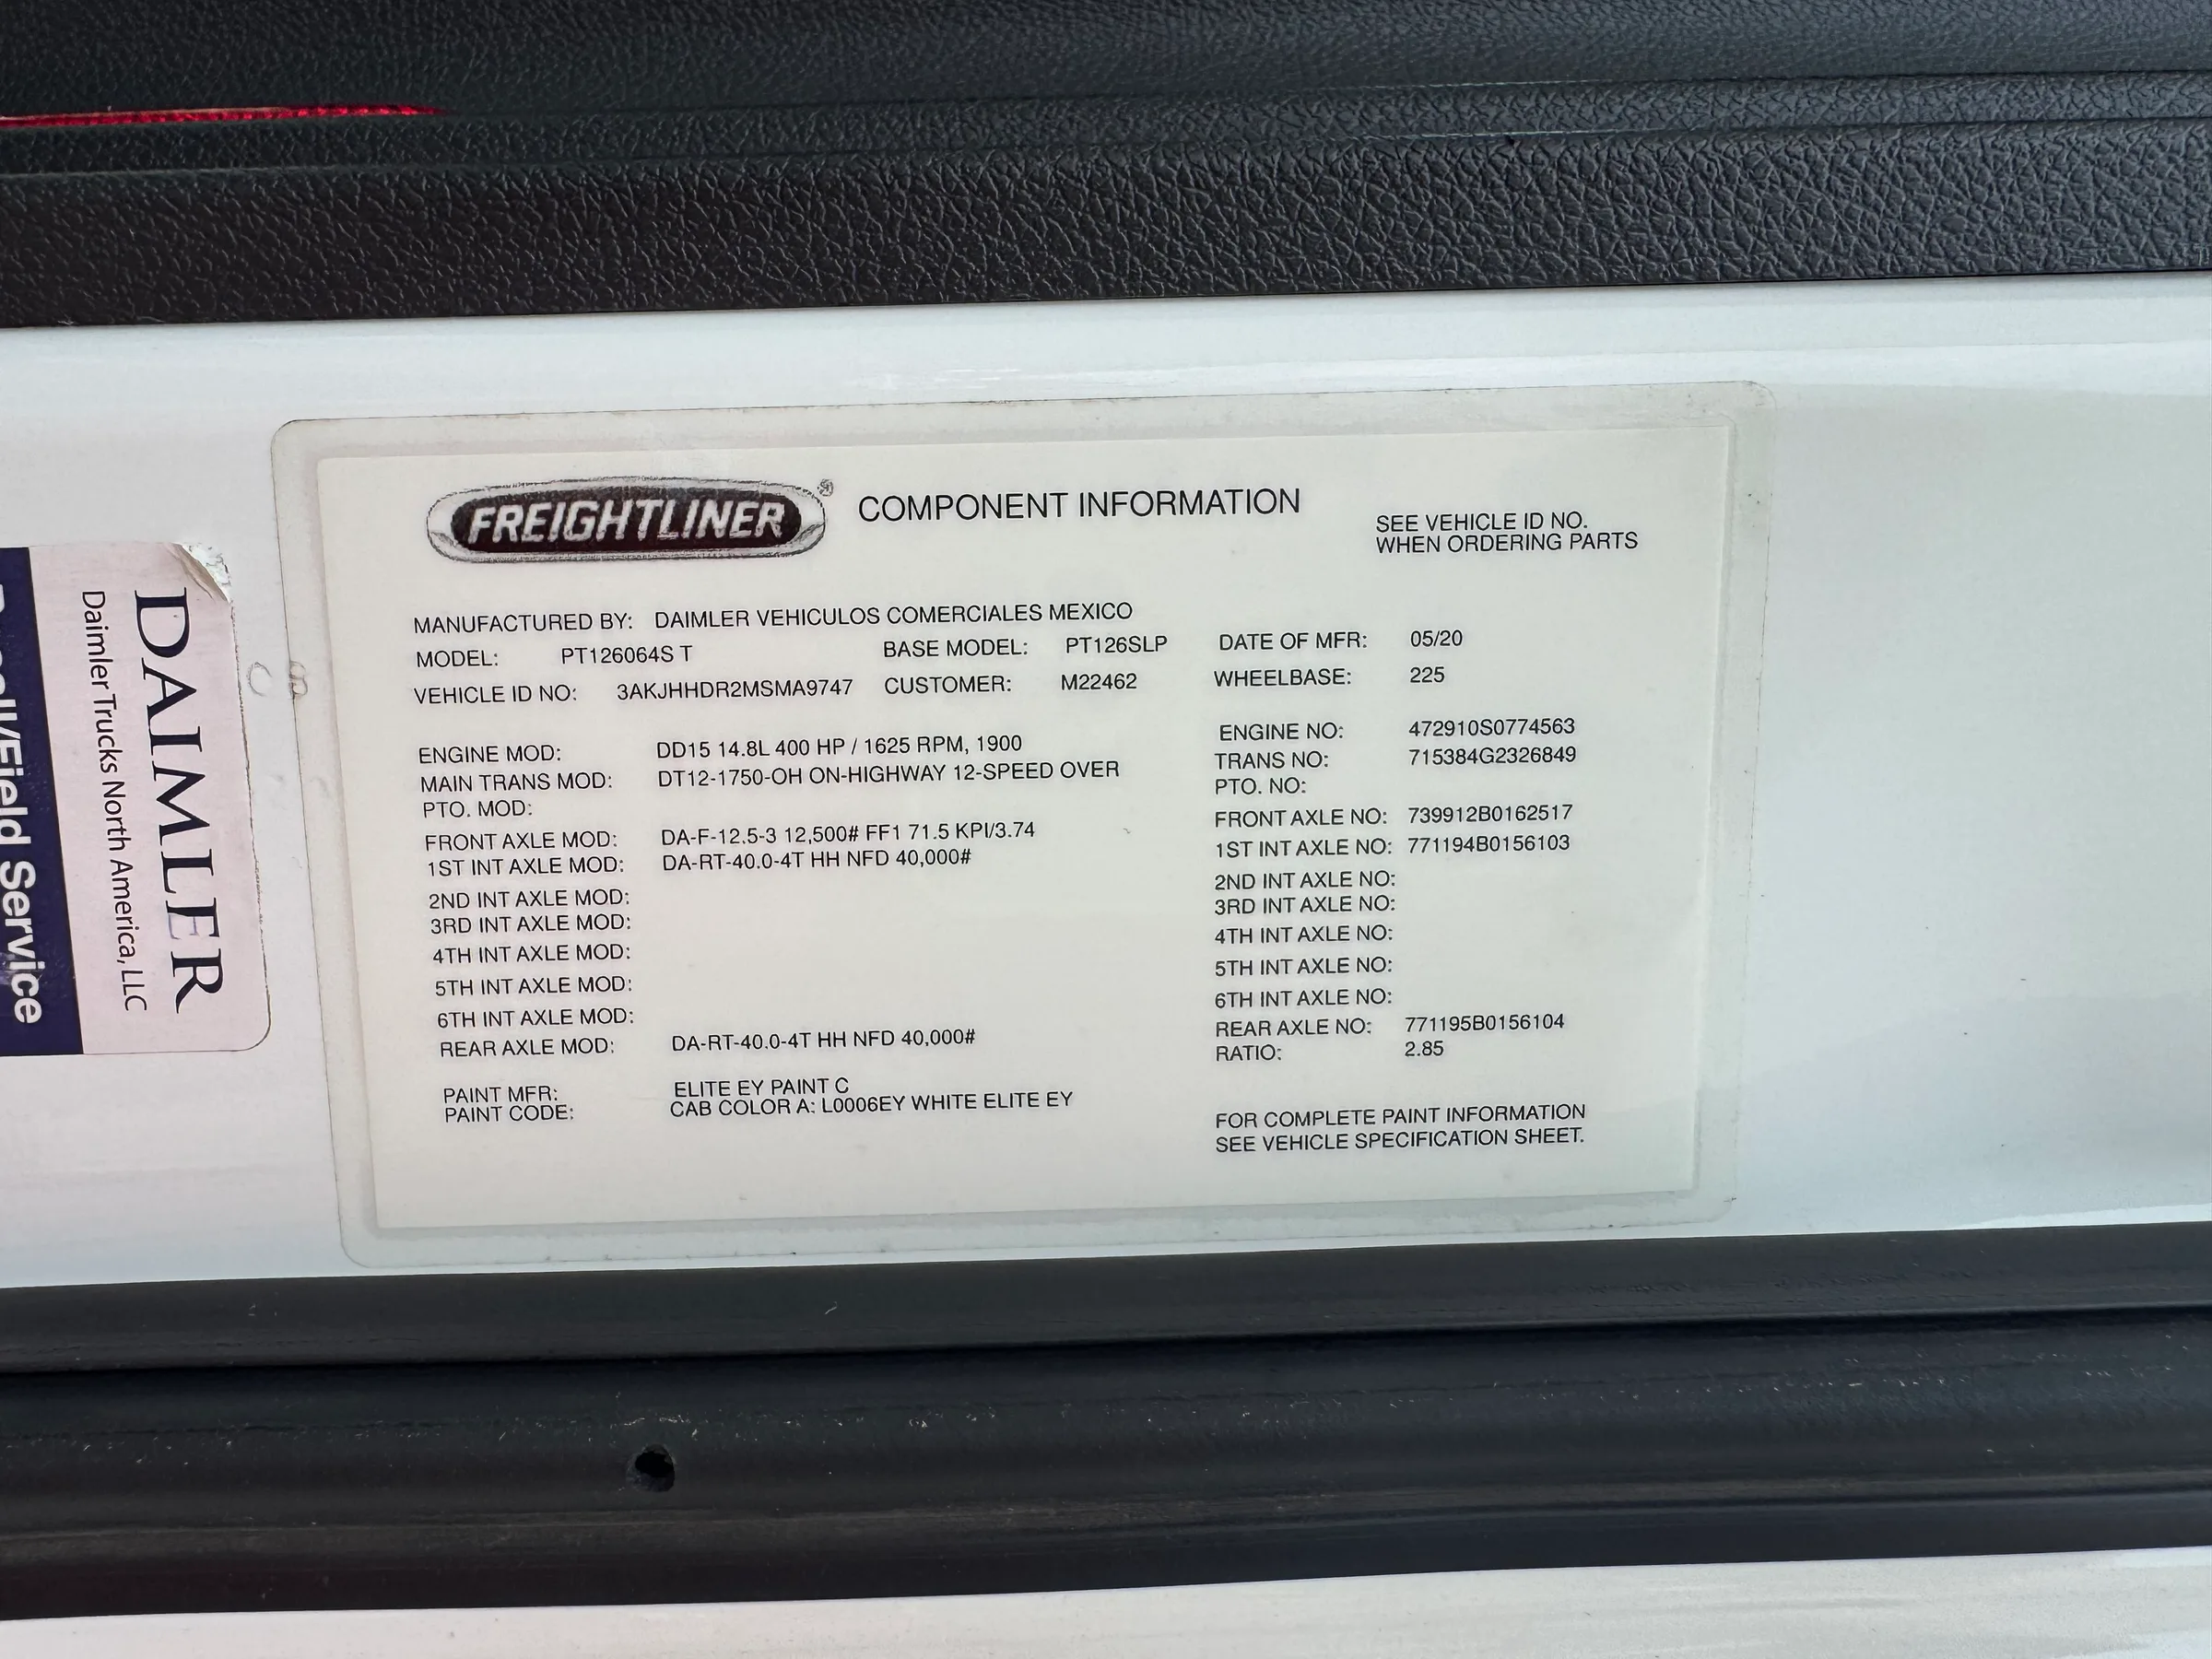 FREIGHTLINER®
COMPONENT INFORMATION
SEE VEHICLE ID NO.
WHEN ORDERING PARTS
MANUFACTURED BY: DAIMLER VEHICULOS COMERCIALES MEXICO
MODEL: PT126064S T BASE MODEL: PT126SLP DATE OF MFR: 05/20
VEHICLE ID NO: 3AKJHHDR2MSMA9747 CUSTOMER: M22462 WHEELBASE: 225
ENGINE MOD: DD15 14.8L 400 HP / 1625 RPM, 1900 ENGINE NO: 472910S0774563
MAIN TRANS MOD: DT12-1750-OH ON-HIGHWAY 12-SPEED OVER TRANS NO: 715384G2326849
PTO. MOD: PTO. NO:
FRONT AXLE MOD: DA-F-12.5-3 12,500# FF1 71.5 KPI/3.74 FRONT AXLE NO: 739912B0162517
1ST INT AXLE MOD: DA-RT-40.0-4T HH NFD 40,000# 1ST INT AXLE NO: 771194B0156103
2ND INT AXLE MOD: 2ND INT AXLE NO:
3RD INT AXLE MOD: 3RD INT AXLE NO:
4TH INT AXLE MOD: 4TH INT AXLE NO:
5TH INT AXLE MOD: 5TH INT AXLE NO:
6TH INT AXLE MOD: 6TH INT AXLE NO:
REAR AXLE MOD: DA-RT-40.0-4T HH NFD 40,000# REAR AXLE NO: 771195B0156104
RATIO: 2.85
PAINT MFR: ELITE EY PAINT C
PAINT CODE: CAB COLOR A: L0006EY WHITE ELITE EY
FOR COMPLETE PAINT INFORMATION
SEE VEHICLE SPECIFICATION SHEET.
DAIMLER
Daimler Trucks North America, LLC
/Field Service